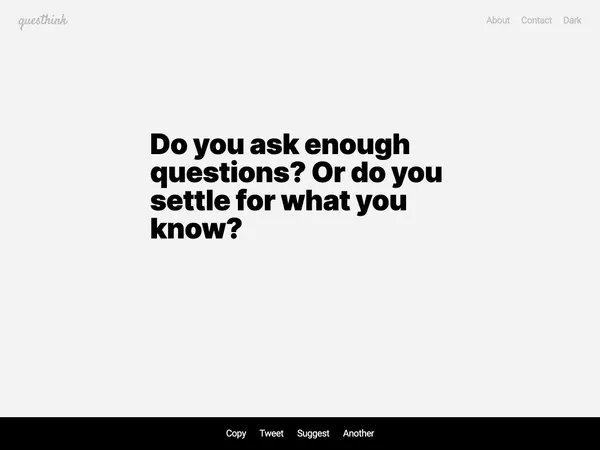 questhink
About Contact Dark
Do you ask enough
questions? Or do you
settle for what you
know?
Copy Tweet Suggest Another